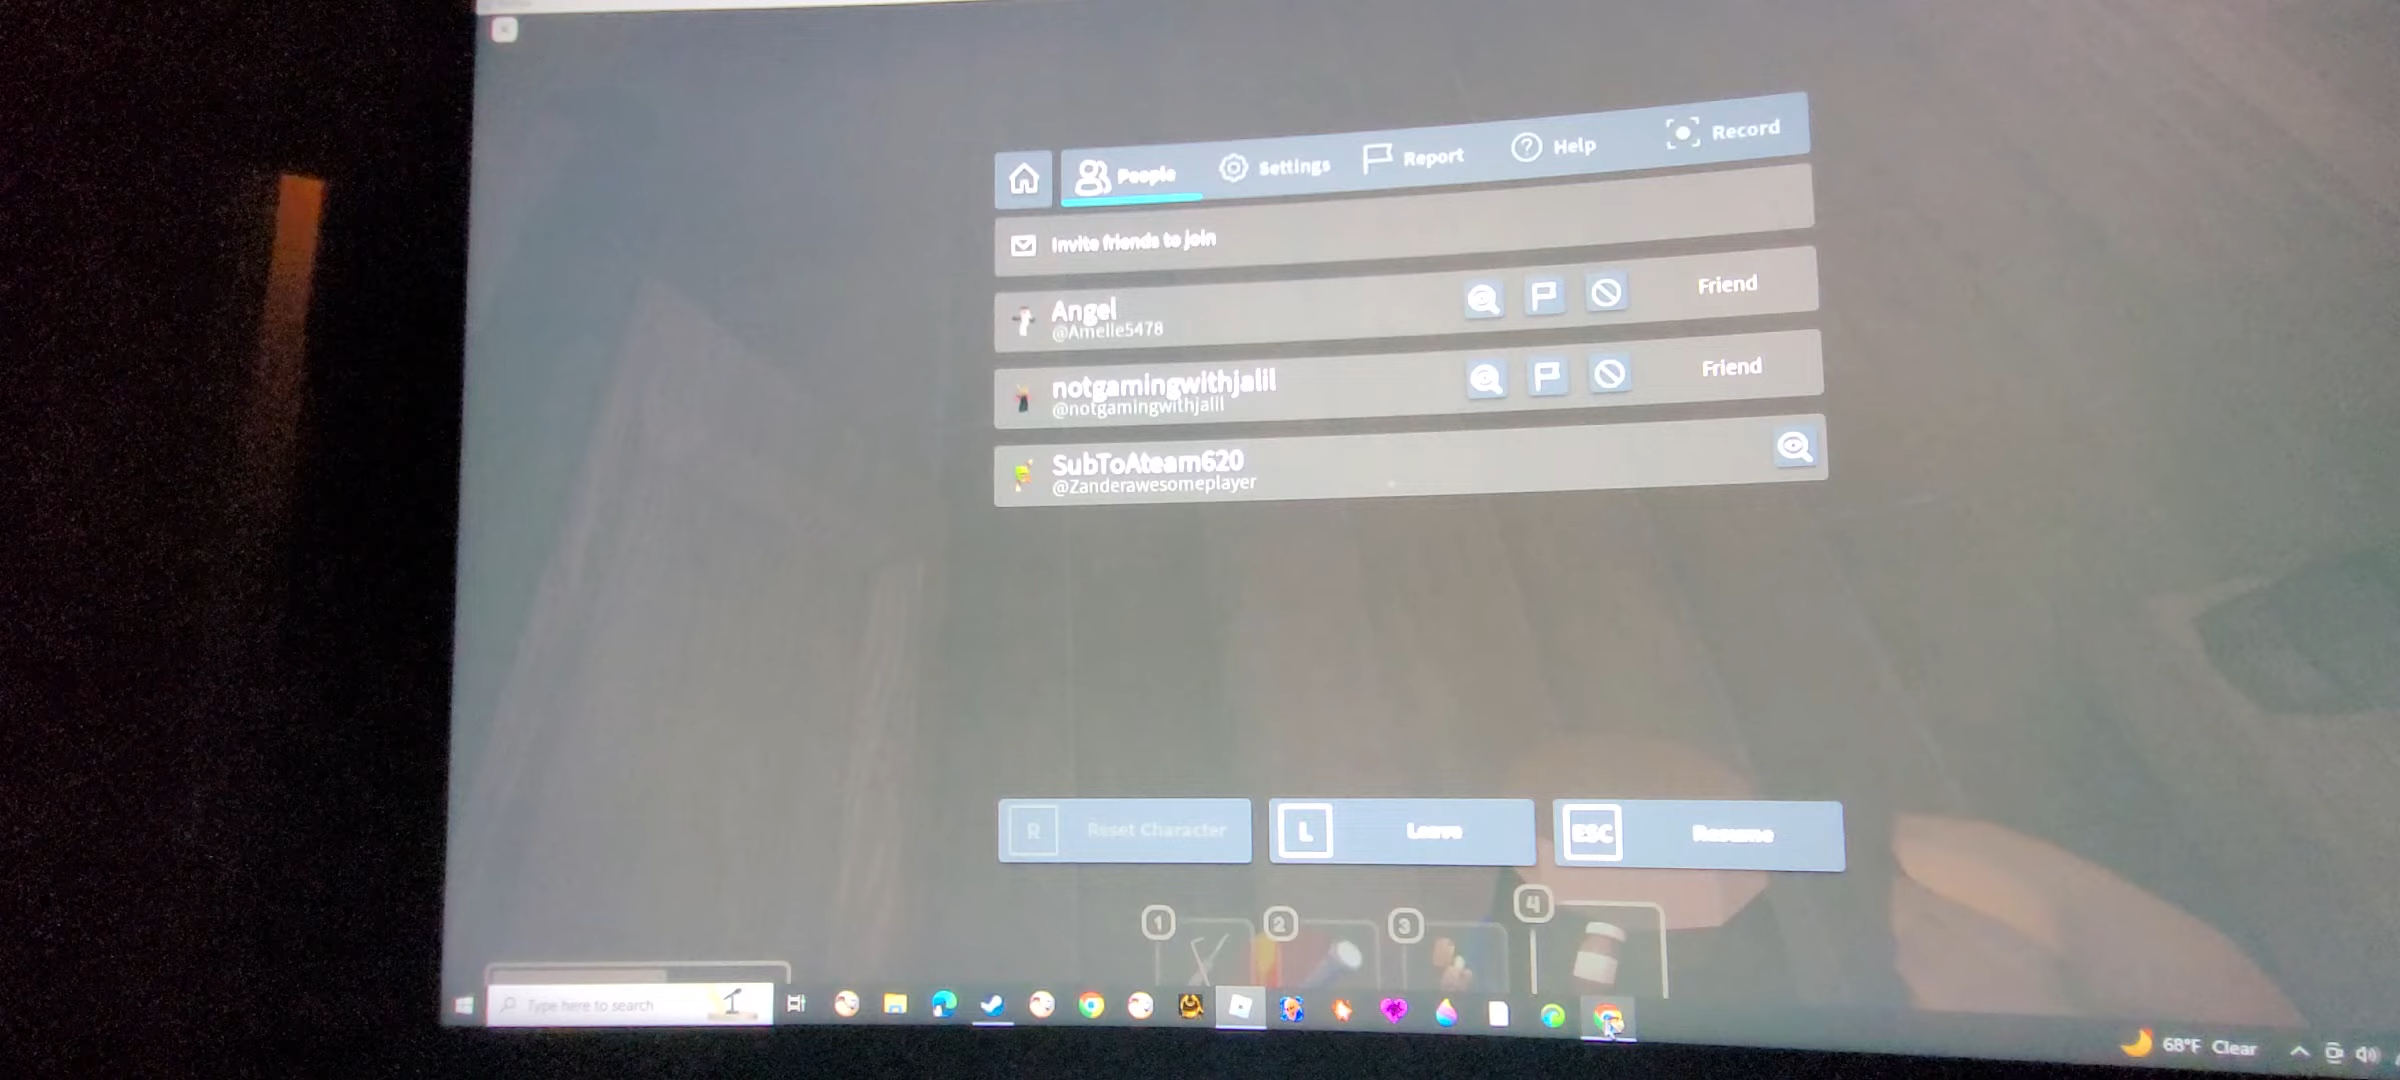 People
Settings
Report
Help
Record
Invite friends to join
Angel
@Amelle5478
Friend
notgamingwithjalil
@notgamingwithjalil
Friend
SubToAteam620
@Zanderawesomeplayer
R Reset Character
L Leave
ESC Resume
1
2
3
4
Type here to search
68°F Clear